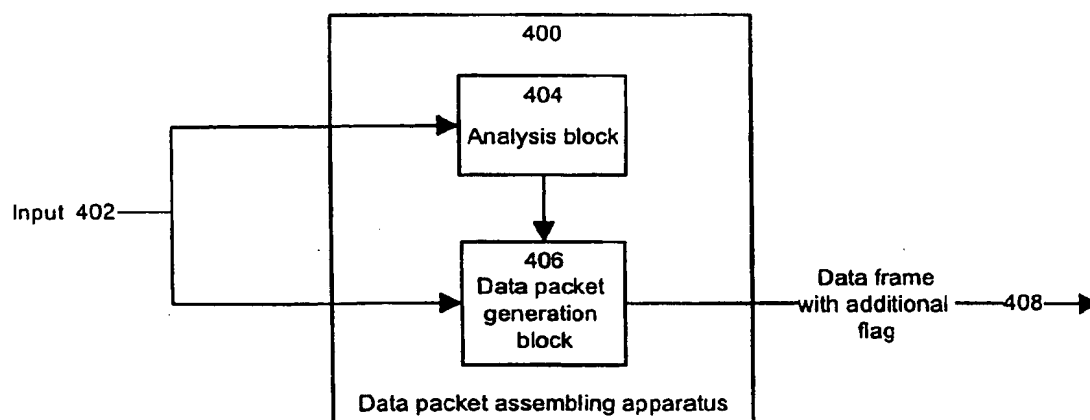 400
404
Analysis block
Input 402
406
Data packet
generation
block
Data frame
with additional
flag
408
Data packet assembling apparatus